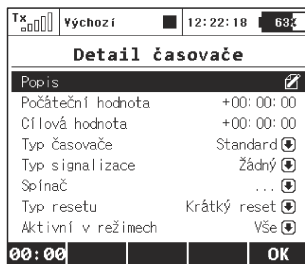 Tx Výchozí 12:22:18 63%
Detail časovače
Popis
Počáteční hodnota +00:00:00
Cílová hodnota +00:00:00
Typ časovače Standard
Typ signalizace Žádný
Spínač ...
Typ resetu Krátký reset
Aktivní v režimech Vše
00:00 OK